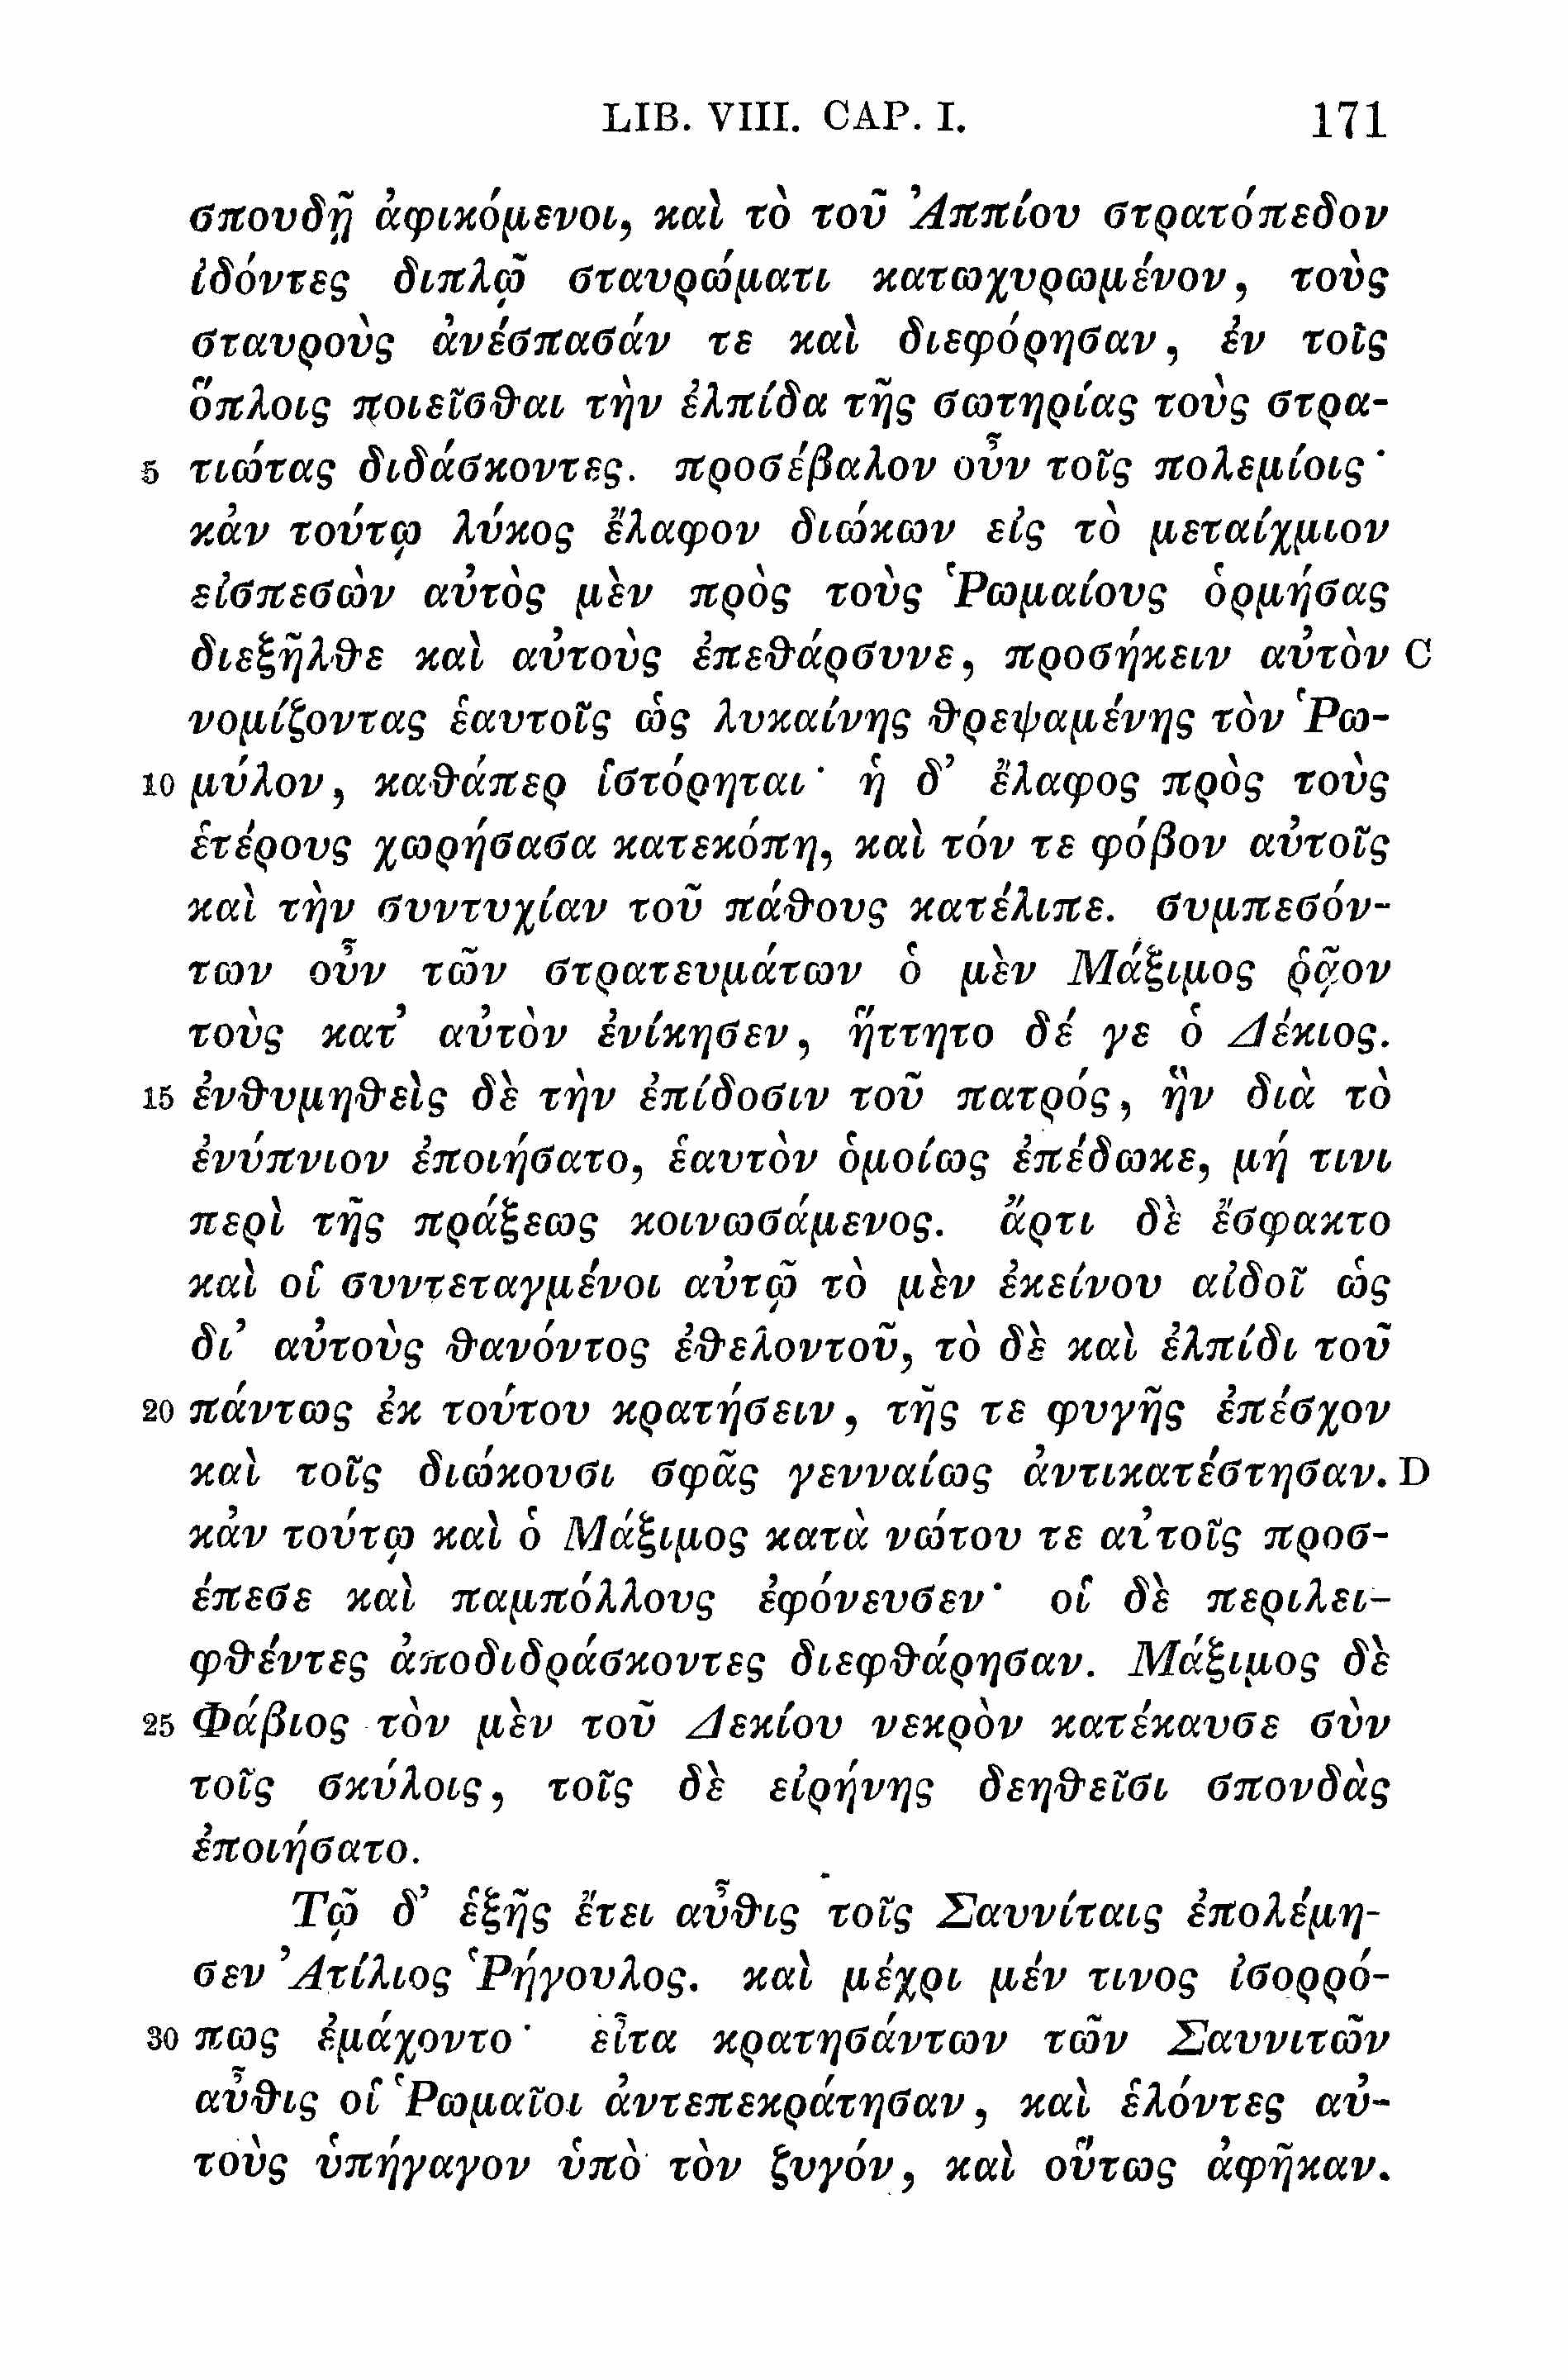 LIB. VIII. CAP. I. 171
σπουδῇ ἀφικόμενοι, καὶ τὸ τοῦ Ἀππίου στρατόπεδον
ἰδόντες διπλῷ σταυρώματι κατωχυρωμένον, τοὺς
σταυροὺς ἀνέσπασάν τε καὶ διεφόρησαν, ἐν τοῖς
ὅπλοις ποιεῖσθαι τὴν ἐλπίδα τῆς σωτηρίας τοὺς στρα-
5 τιώτας διδάσκοντες. προσέβαλον οὖν τοῖς πολεμίοις·
κἀν τούτῳ λύκος ἔλαφον διώκων εἰς τὸ μεταίχμιον
εἰσπεσὼν αὐτὸς μὲν πρὸς τοὺς Ῥωμαίους ὁρμήσας
διεξῆλθε καὶ αὐτοὺς ἐπεθάρσυνε, προσήκειν αὐτὸν C
νομίζοντας ἑαυτοῖς ὡς λυκαίνης θρεψαμένης τὸν Ῥω-
10 μύλον, καθάπερ ἱστόρηται· ἡ δ’ ἔλαφος πρὸς τοὺς
ἑτέρους χωρήσασα κατεκόπη, καὶ τόν τε φόβον αὐτοῖς
καὶ τὴν συντυχίαν τοῦ πάθους κατέλιπε. συμπεσόν-
των οὖν τῶν στρατευμάτων ὁ μὲν Μάξιμος ῥᾷον
τοὺς κατ’ αὐτὸν ἐνίκησεν, ἥττητο δέ γε ὁ Δέκιος.
15 ἐνθυμηθεὶς δὲ τὴν ἐπίδοσιν τοῦ πατρός, ἣν διὰ τὸ
ἐνύπνιον ἐποιήσατο, ἑαυτὸν ὁμοίως ἐπέδωκε, μή τινι
περὶ τῆς πράξεως κοινωσάμενος. ἄρτι δὲ ἔσφακτο
καὶ οἱ συντεταγμένοι αὐτῷ τὸ μὲν ἐκείνου αἰδοῖ ὡς
δι’ αὐτοὺς θανόντος ἐθελοντοῦ, τὸ δὲ καὶ ἐλπίδι τοῦ
20 πάντως ἐκ τούτου κρατήσειν, τῆς τε φυγῆς ἐπέσχον
καὶ τοῖς διώκουσι σφᾶς γενναίως ἀντικατέστησαν. D
κἀν τούτῳ καὶ ὁ Μάξιμος κατὰ νώτου τε αὐτοῖς προσ-
έπεσε καὶ παμπόλλους ἐφόνευσεν· οἱ δὲ περιλει-
φθέντες ἀποδιδράσκοντες διεφθάρησαν. Μάξιμος δὲ
25 Φάβιος τὸν μὲν τοῦ Δεκίου νεκρὸν κατέκαυσε σὺν
τοῖς σκύλοις, τοῖς δὲ εἰρήνης δεηθεῖσι σπονδὰς
ἐποιήσατο.
Τῷ δ’ ἑξῆς ἔτει αὖθις τοῖς Σαυνίταις ἐπολέμη-
σεν Ἀτίλιος Ῥήγουλος. καὶ μέχρι μέν τινος ἰσορρό-
30 πως ἐμάχοντο· εἶτα κρατησάντων τῶν Σαυνιτῶν
αὖθις οἱ Ῥωμαῖοι ἀντεπεκράτησαν, καὶ ἑλόντες αὐ-
τοὺς ὑπήγαγον ὑπὸ τὸν ζυγόν, καὶ οὕτως ἀφῆκαν.